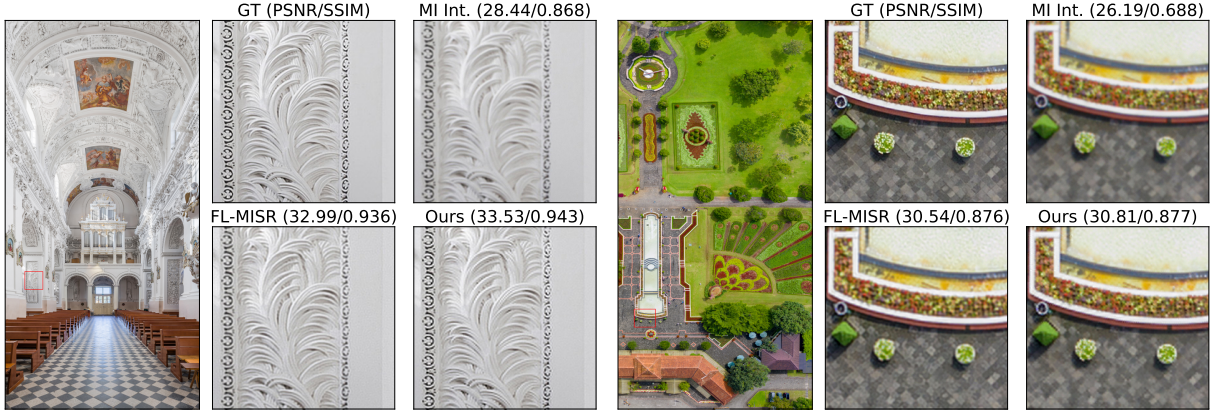 GT (PSNR/SSIM)
MI Int. (28.44/0.868)
FL-MISR (32.99/0.936)
Ours (33.53/0.943)
GT (PSNR/SSIM)
MI Int. (26.19/0.688)
FL-MISR (30.54/0.876)
Ours (30.81/0.877)